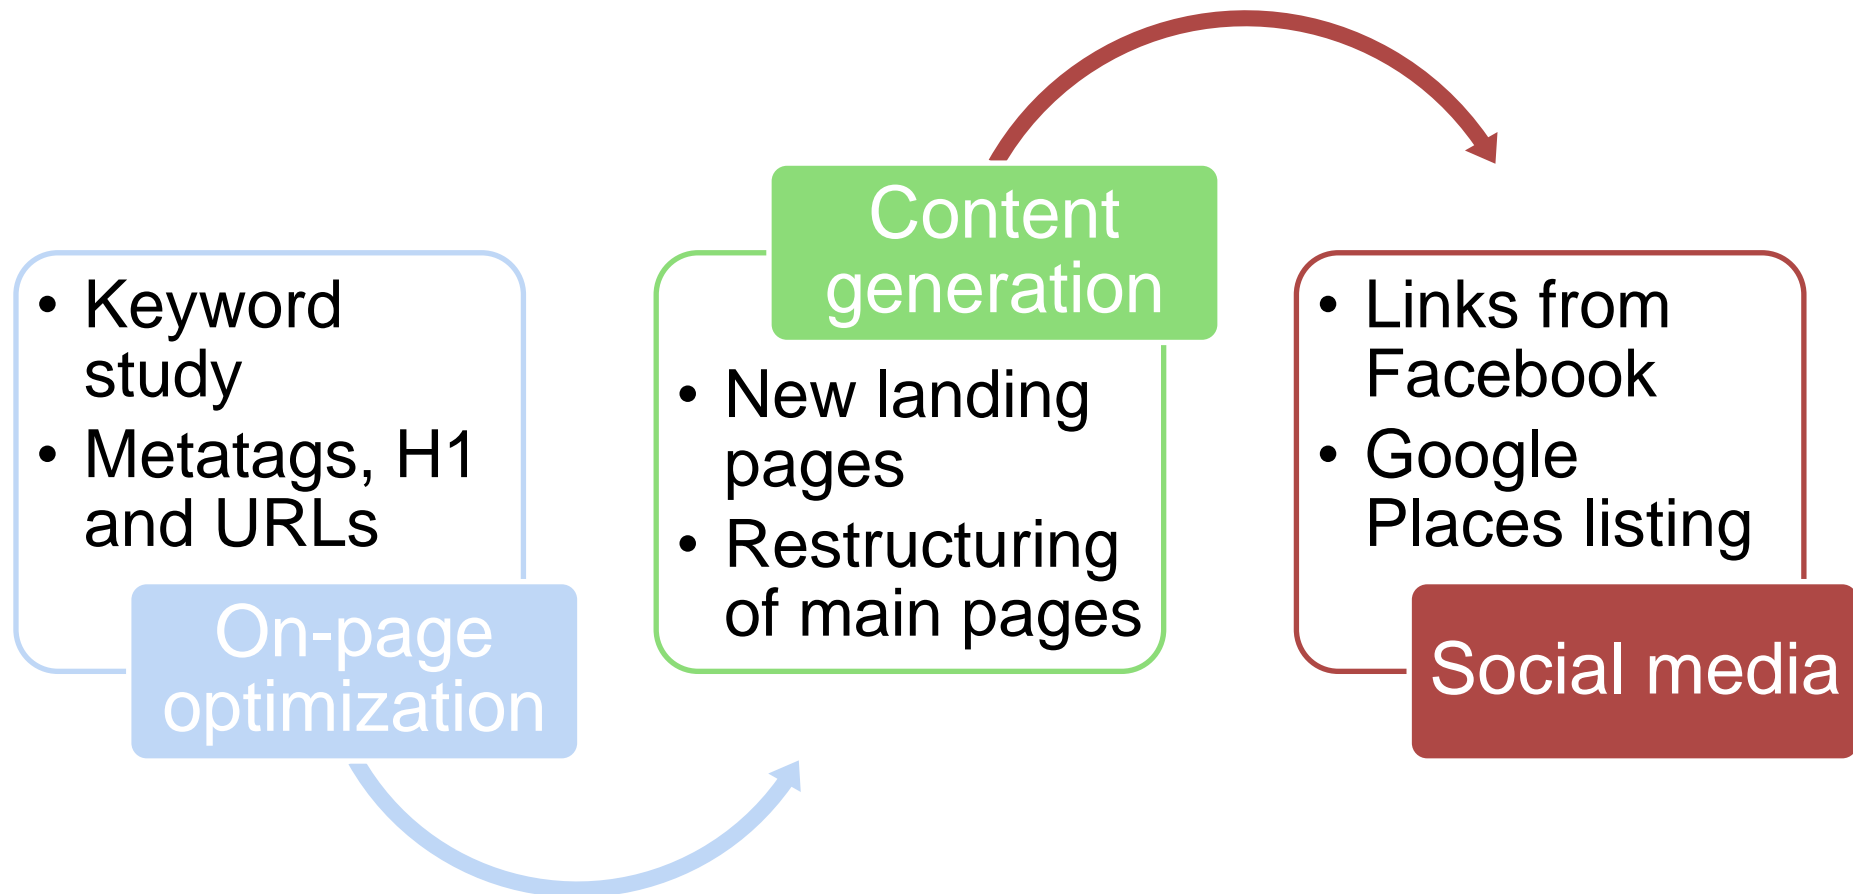 • Keyword
study
• Metatags, H1
and URLs
On-page
optimization
Content
generation
• New landing
pages
• Restructuring
of main pages
• Links from
Facebook
• Google
Places listing
Social media